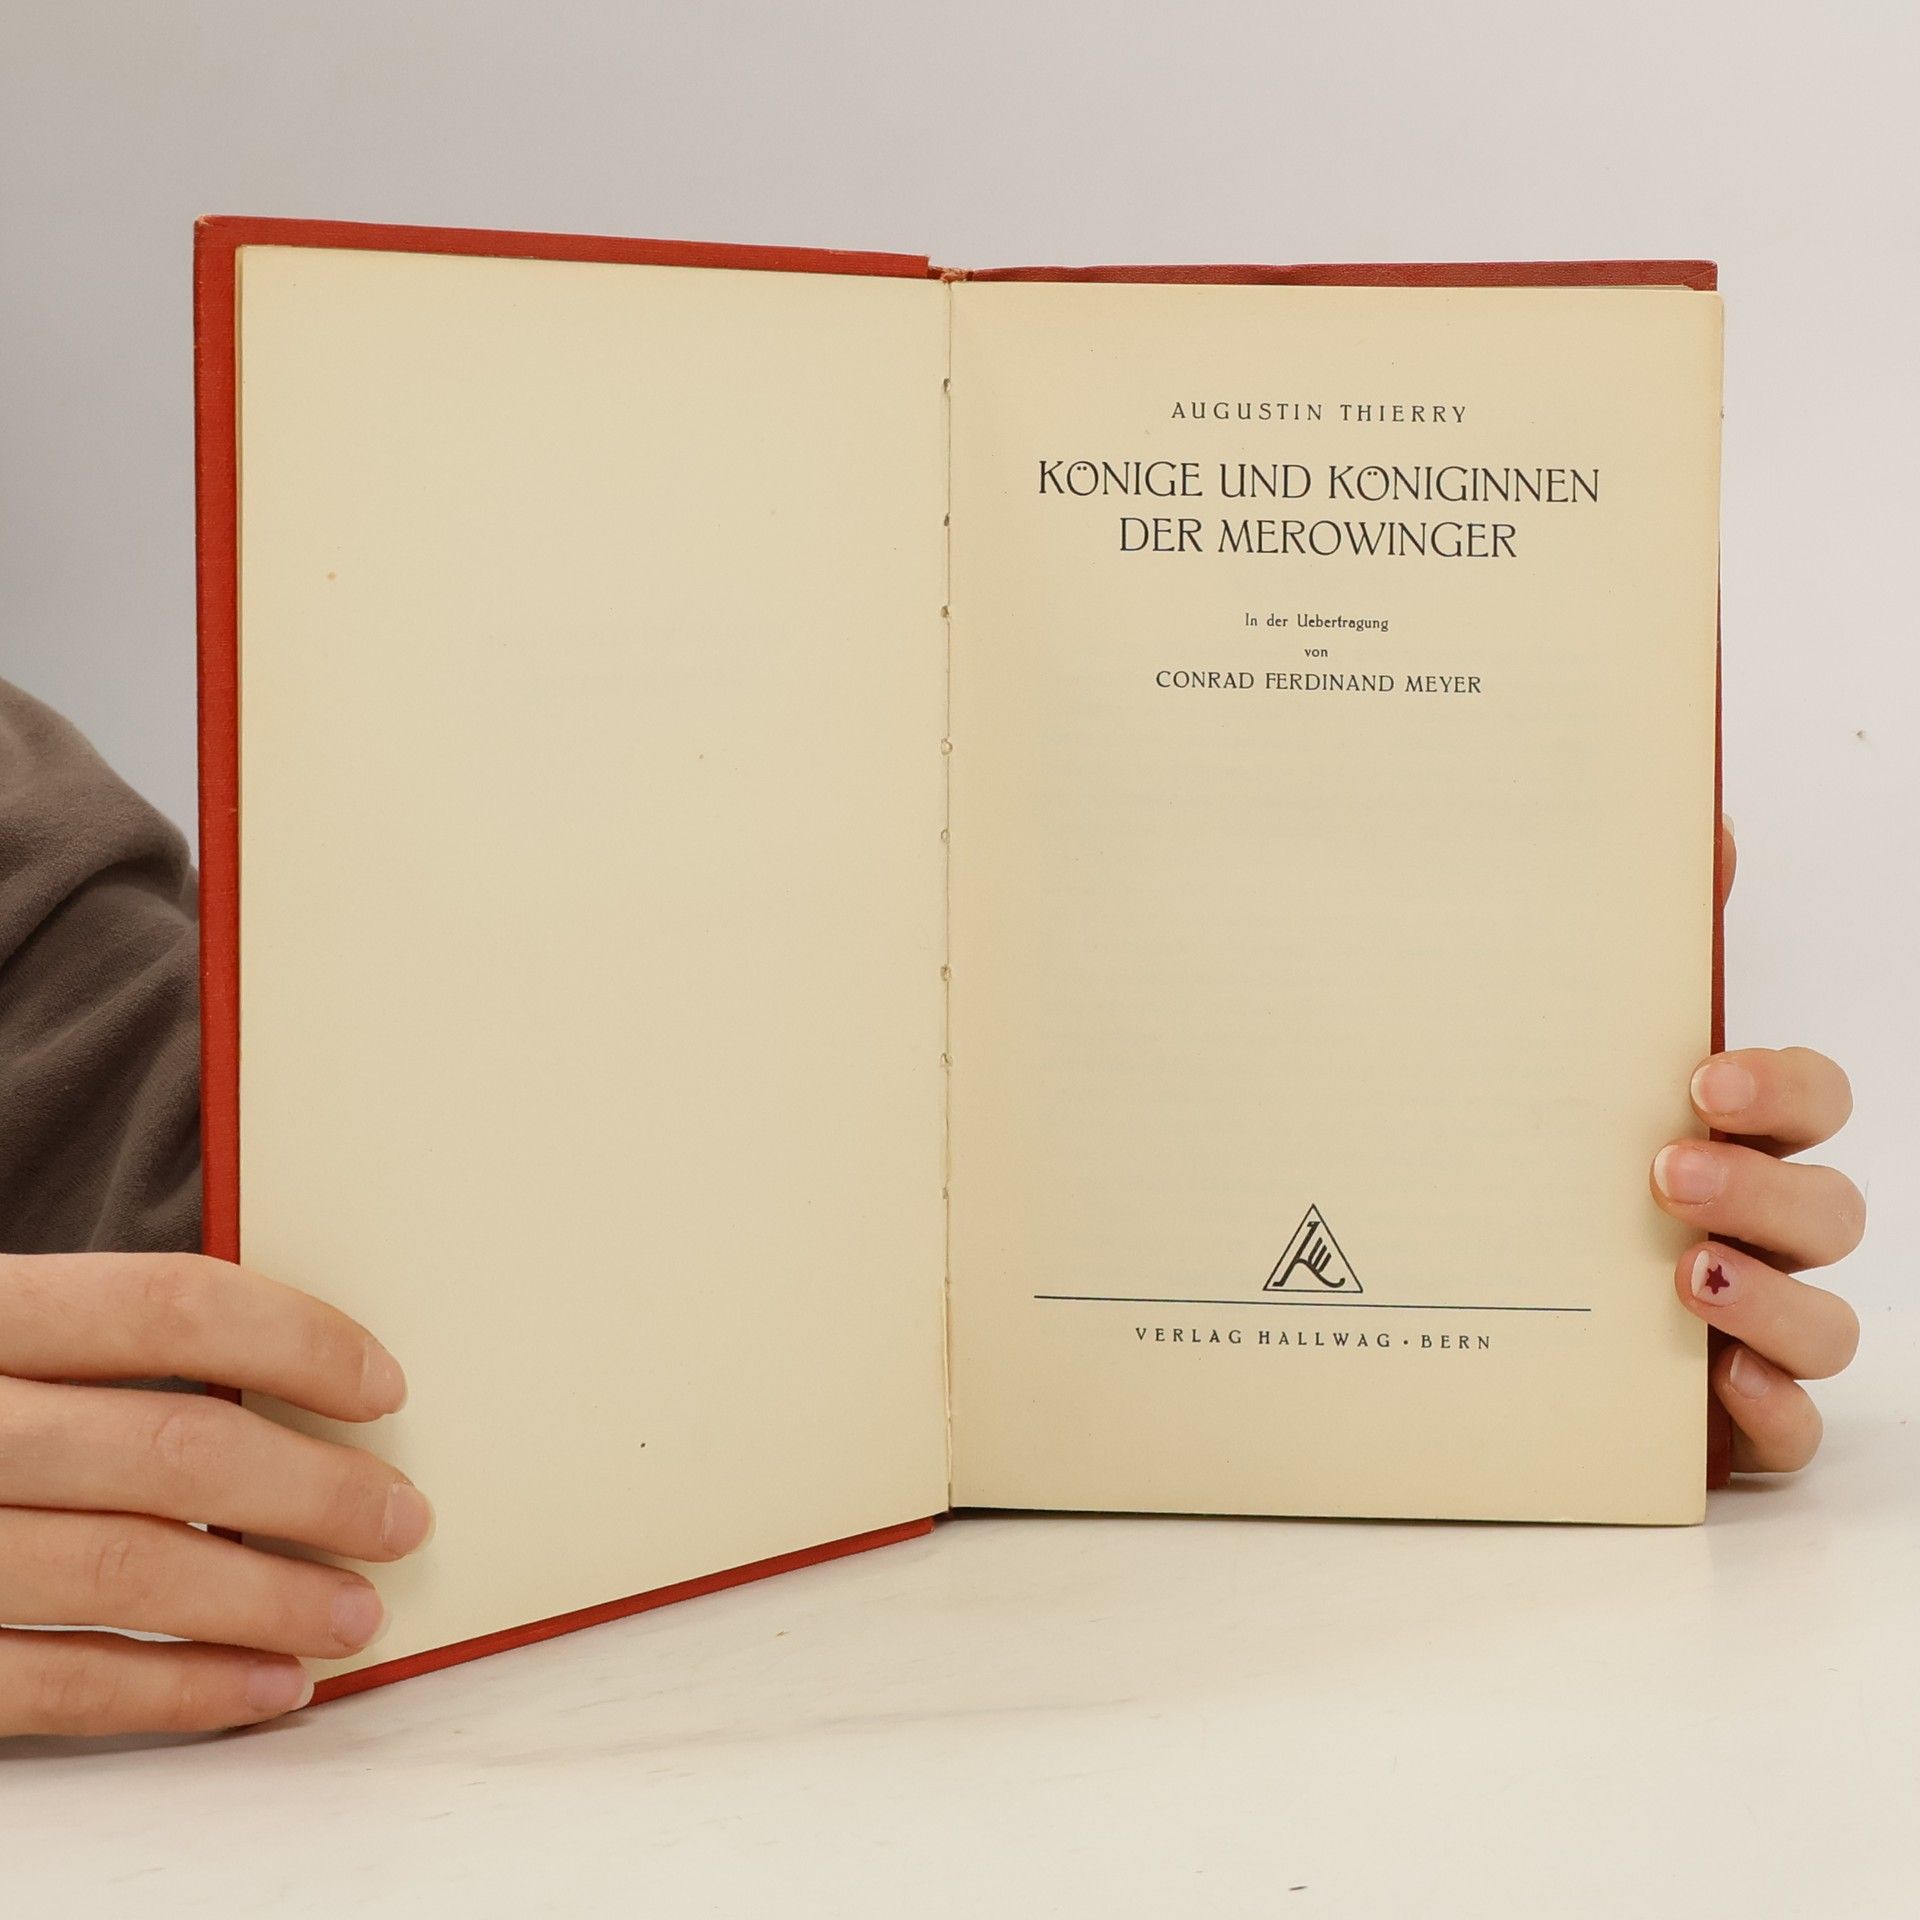 AUGUSTIN THIERRY
KÖNIGE UND KÖNIGINNEN
DER MEROWINGER
In der Uebertragung
von
CONRAD FERDINAND MEYER
VERLAG HALLWAG • BERN